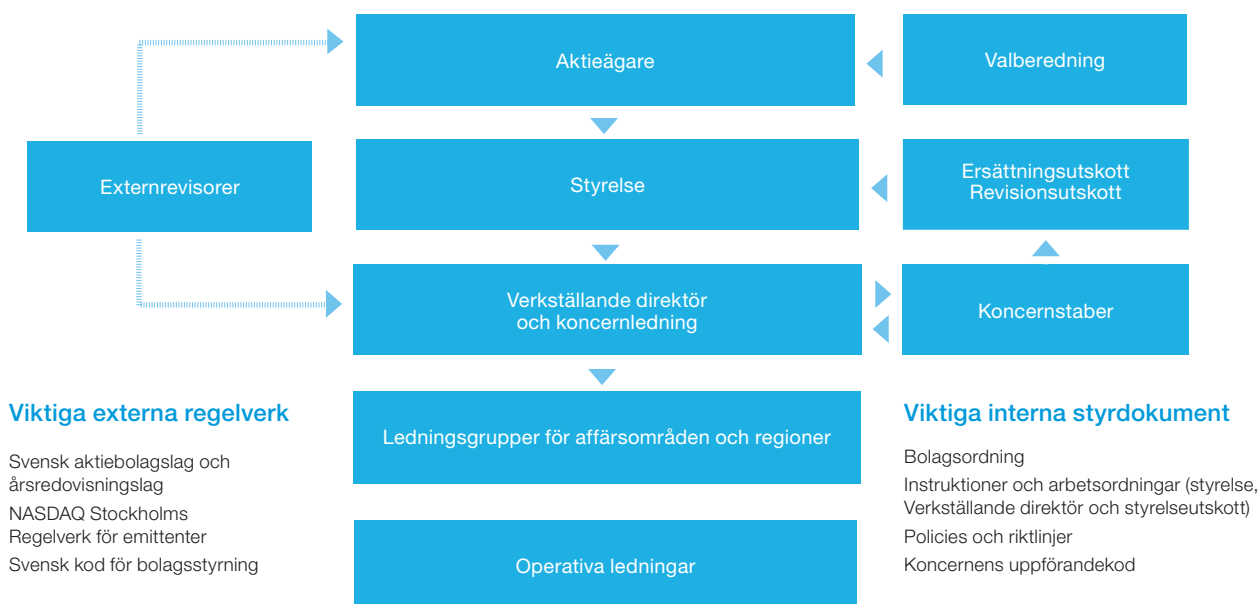 Aktieägare
Valberedning
Externrevisorer
Styrelse
Ersättningsutskott
Revisionsutskott
Verkställande direktör
och koncernledning
Koncernstaber
Ledningsgrupper för affärsområden och regioner
Operativa ledningar
Viktiga externa regelverk
Svensk aktiebolagslag och
årsredovisningslag
NASDAQ Stockholms
Regelverk för emittenter
Svensk kod för bolagsstyrning
Viktiga interna styrdokument
Bolagsordning
Instruktioner och arbetsordningar (styrelse,
Verkställande direktör och styrelseutskott)
Policies och riktlinjer
Koncernens uppförandekod